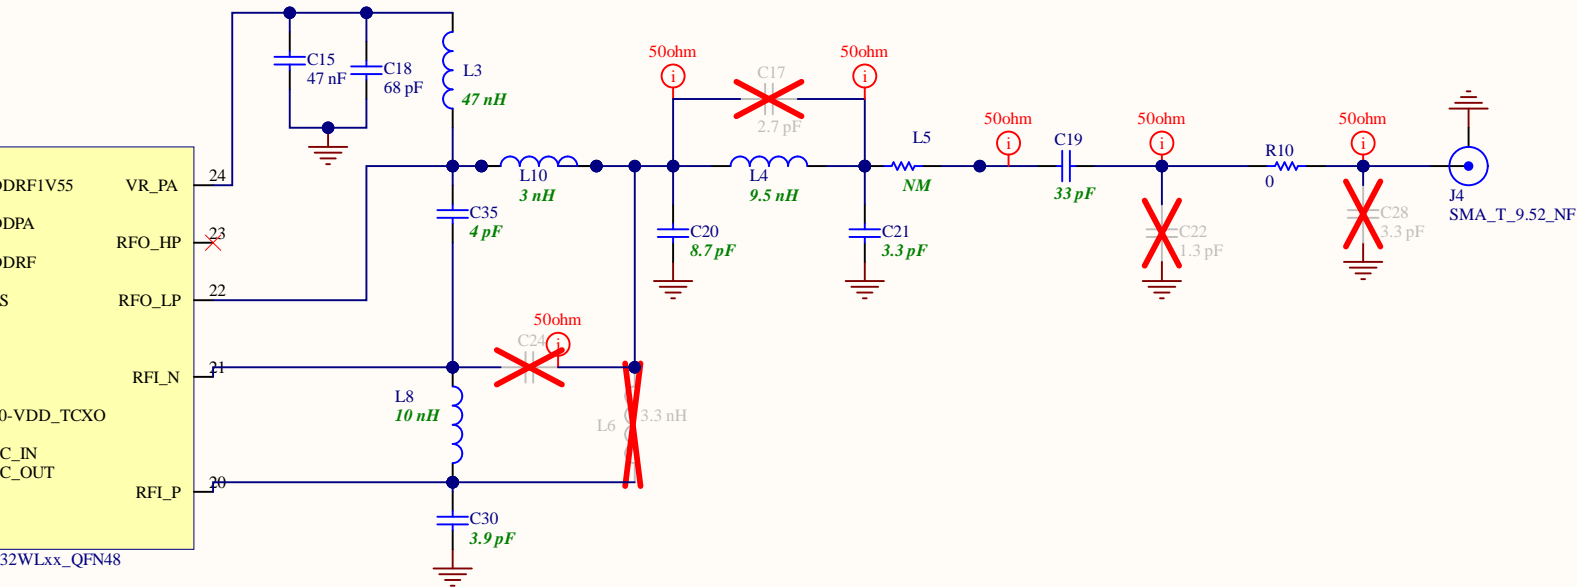 50ohm
50ohm
C15
47 nF
C18
68 pF
L3
47 nH
C17
2.7 pF
50ohm
C19
33 pF
50ohm
50ohm
L5
NM
R10
0
J4
SMA_T_9.52_NF
DDRF1V55
VR_PA
24
L10
3 nH
L4
9.5 nH
DDPA
RFO_HP
23
C35
4 pF
C20
8.7 pF
C21
3.3 pF
C22
1.3 pF
C28
3.3 pF
DDRF
S
RFO_LP
22
50ohm
C24
RFI_N
21
L8
10 nH
L6
3.3 nH
0-VDD_TCXO
C_IN
C_OUT
RFI_P
20
C30
3.9 pF
32WLxx_QFN48